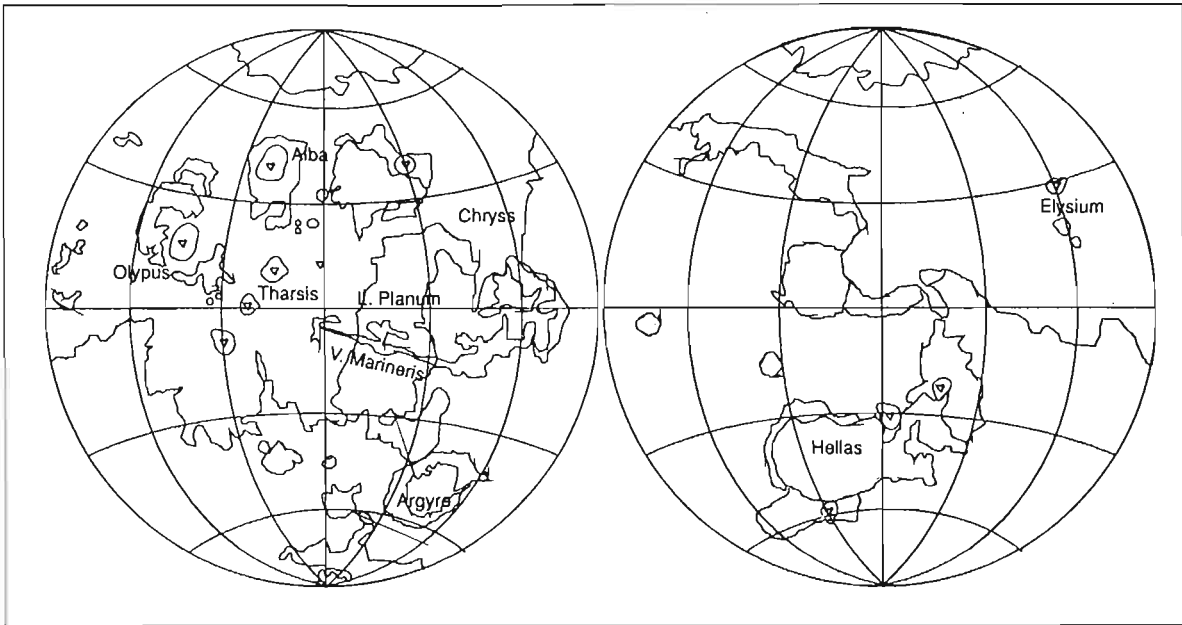 Alba
Chryss
Olypus
Tharsis
L. Planum
V. Marineris
Argyre
Elysium
Hellas